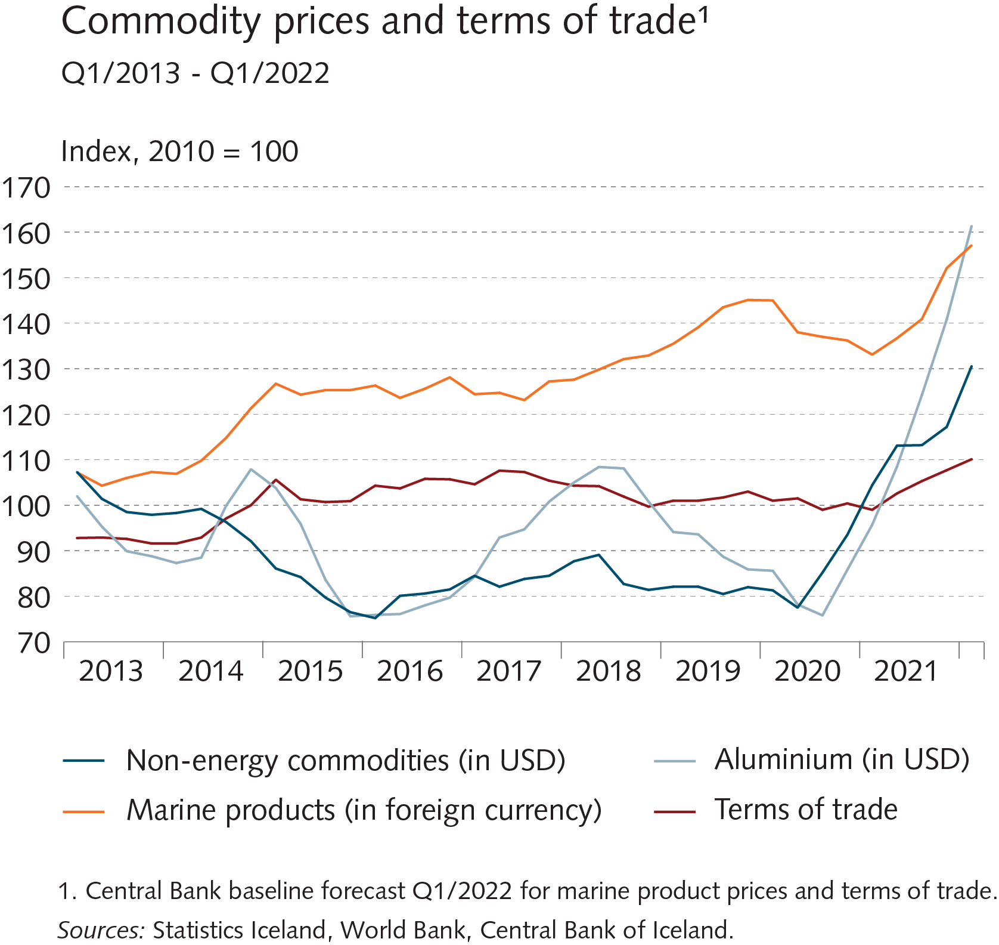 Commodity prices and terms of trade¹
Q1/2013 - Q1/2022
Index, 2010 = 100
170
160
150
140
130
120
110
100
90
80
70
2013 2014 2015 2016 2017 2018 2019 2020 2021
Non-energy commodities (in USD) Aluminium (in USD)
Marine products (in foreign currency) Terms of trade
1. Central Bank baseline forecast Q1/2022 for marine product prices and terms of trade.
Sources: Statistics Iceland, World Bank, Central Bank of Iceland.